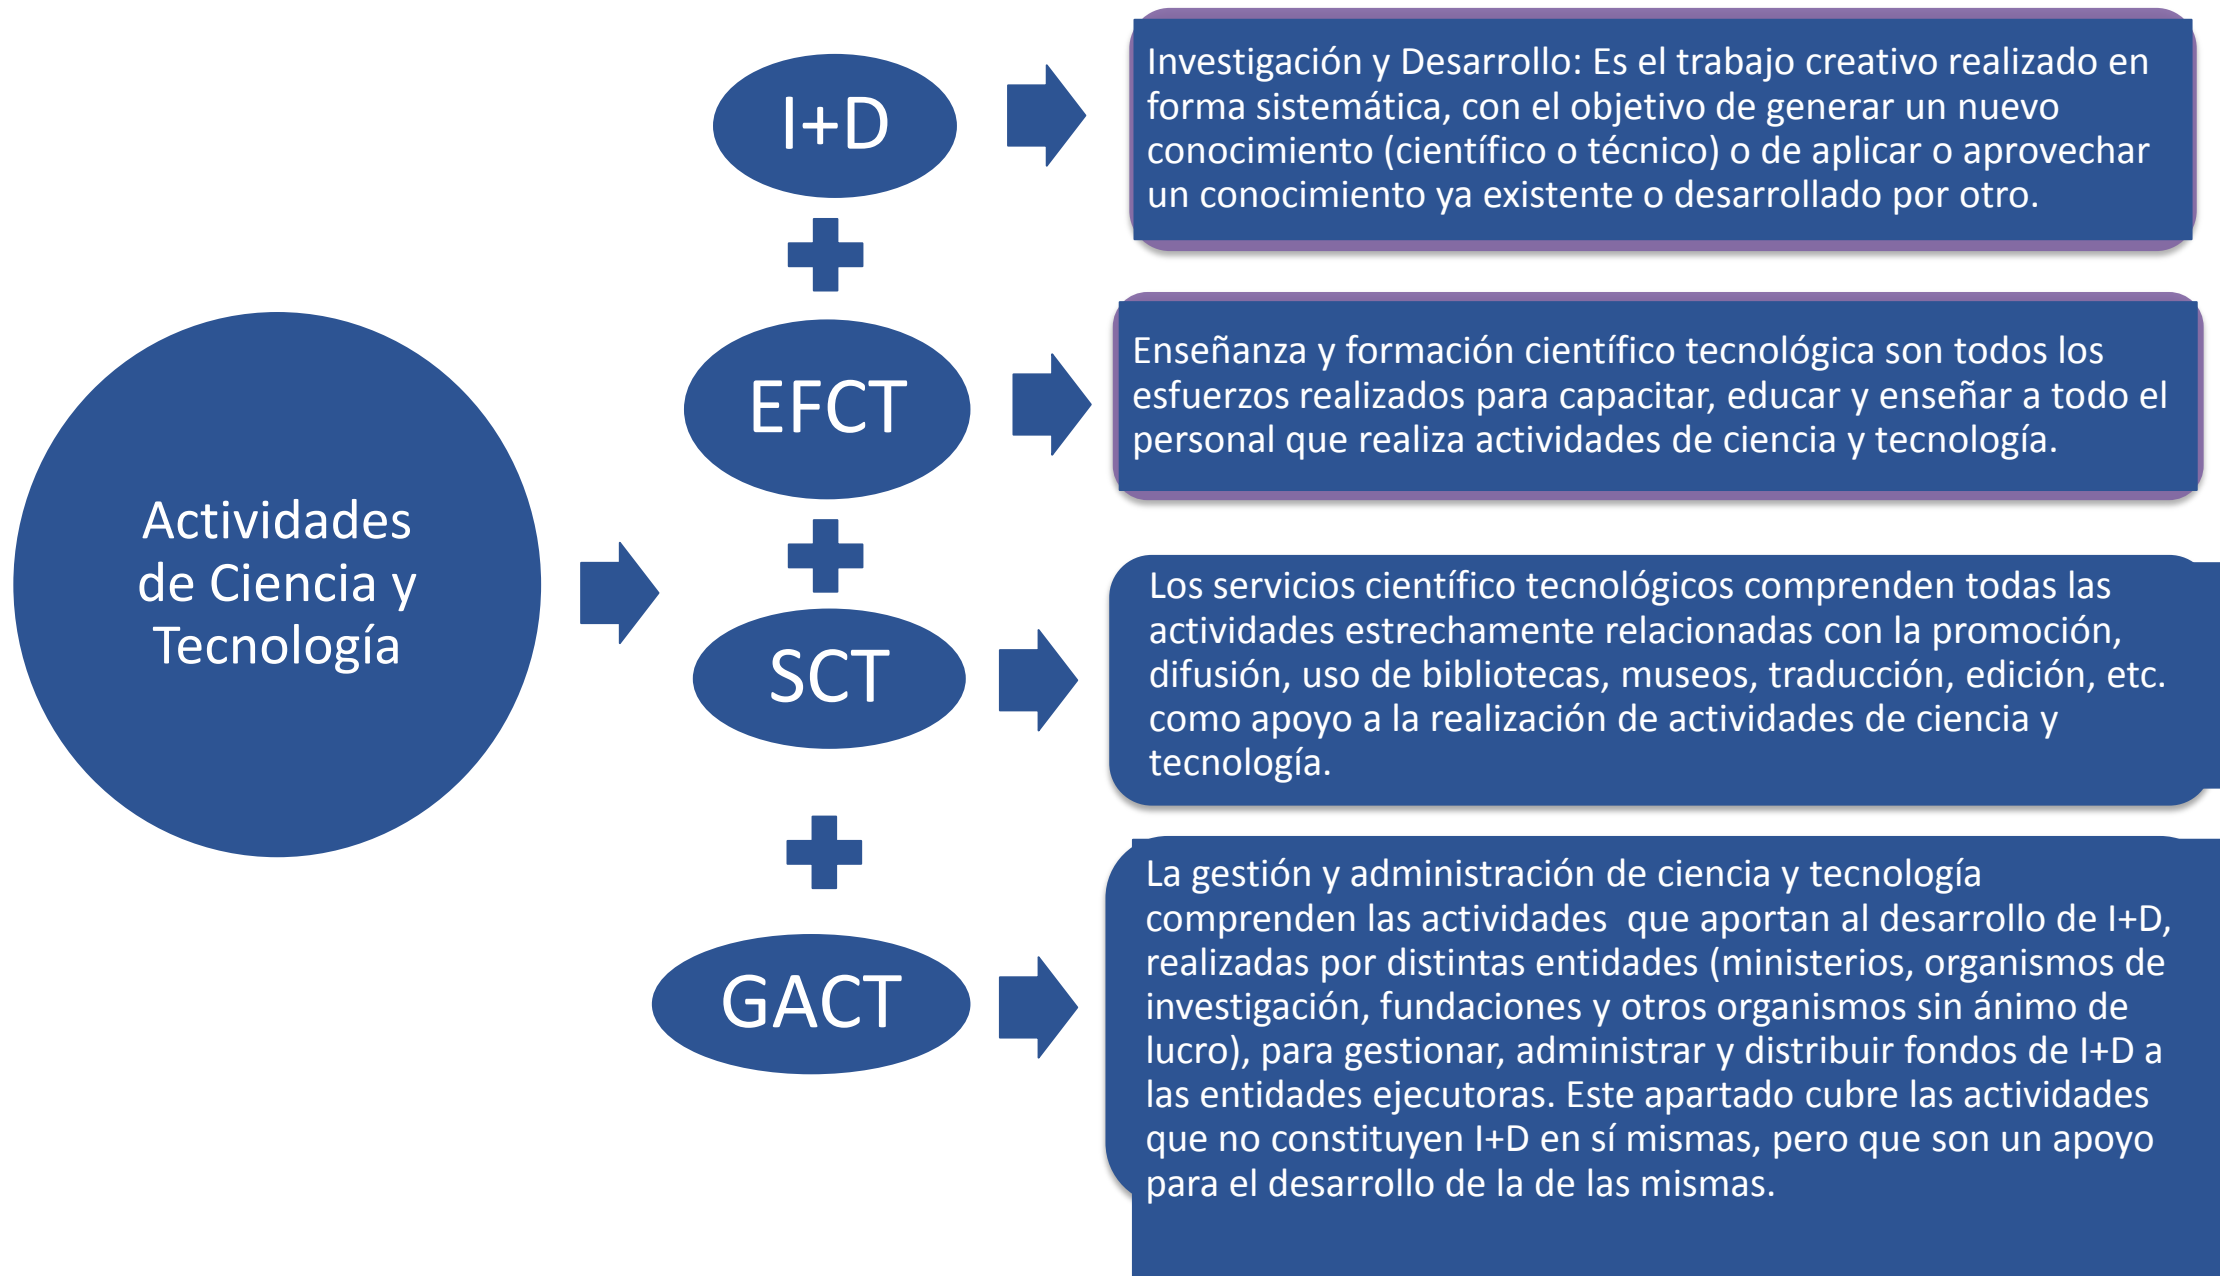 Actividades
de Ciencia y
Tecnología
I+D
Investigación y Desarrollo: Es el trabajo creativo realizado en
forma sistemática, con el objetivo de generar un nuevo
conocimiento (científico o técnico) o de aplicar o aprovechar
un conocimiento ya existente o desarrollado por otro.
EFCT
Enseñanza y formación científico tecnológica son todos los
esfuerzos realizados para capacitar, educar y enseñar a todo el
personal que realiza actividades de ciencia y tecnología.
SCT
Los servicios científico tecnológicos comprenden todas las
actividades estrechamente relacionadas con la promoción,
difusión, uso de bibliotecas, museos, traducción, edición, etc.
como apoyo a la realización de actividades de ciencia y
tecnología.
GACT
La gestión y administración de ciencia y tecnología
comprenden las actividades  que aportan al desarrollo de I+D,
realizadas por distintas entidades (ministerios, organismos de
investigación, fundaciones y otros organismos sin ánimo de
lucro), para gestionar, administrar y distribuir fondos de I+D a
las entidades ejecutoras. Este apartado cubre las actividades
que no constituyen I+D en sí mismas, pero que son un apoyo
para el desarrollo de la de las mismas.